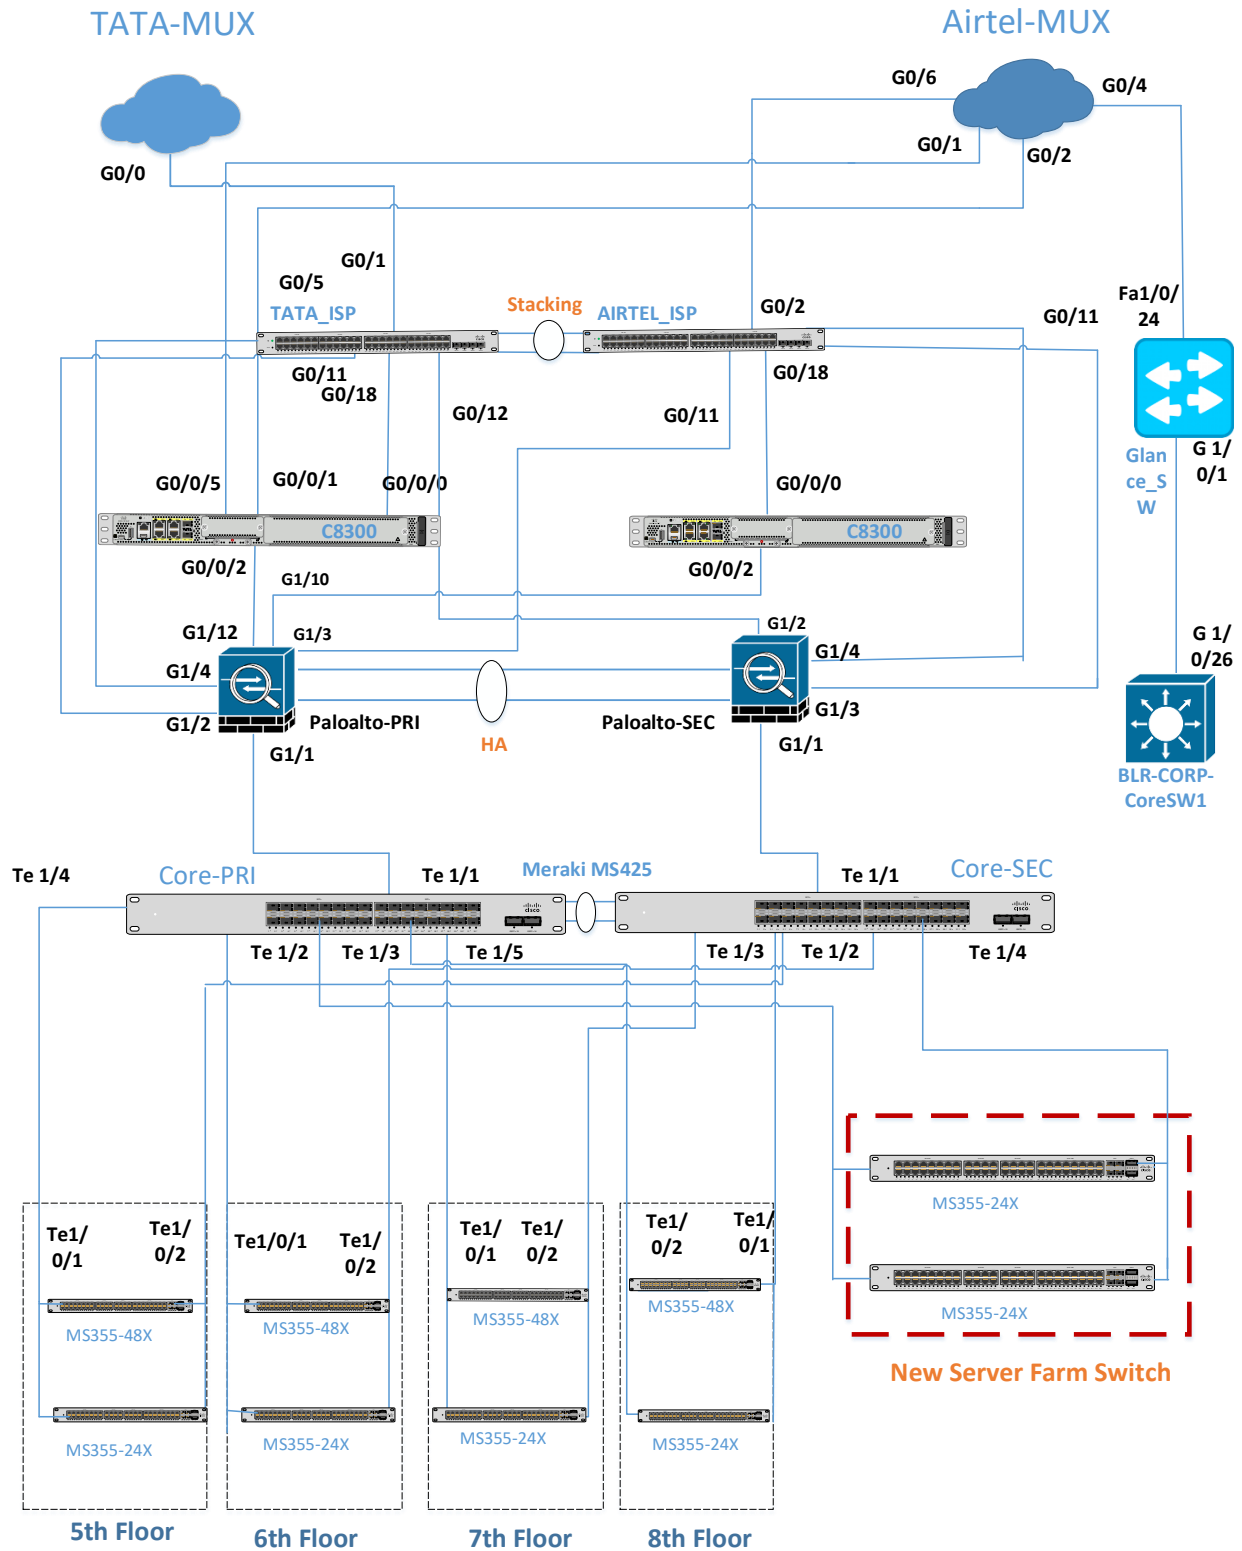 TATA-MUX
Airtel-MUX
G0/6
G0/4
G0/1
G0/2
G0/0
G0/1
G0/5
TATA_ISP
Stacking
AIRTEL_ISP
G0/2
G0/11
Fa1/0/
24
G0/11
G0/18
G0/12
G0/11
G0/18
Glan
ce_S
W
G 1/
0/1
G0/0/5
G0/0/1
G0/0/0
G0/0/0
C8300
C8300
G0/0/2
G1/10
G0/0/2
G1/12
G1/3
G1/2
G 1/
0/26
G1/4
G1/4
G1/2
Paloalto-PRI
HA
Paloalto-SEC
G1/3
G1/1
G1/1
BLR-CORP-
CoreSW1
Te 1/4
Core-PRI
Te 1/1
Meraki MS425
Te 1/1
Core-SEC
cisco
cisco
Te 1/2
Te 1/3
Te 1/5
Te 1/3
Te 1/2
Te 1/4
MS355-24X
MS355-24X
New Server Farm Switch
Te1/
0/1
Te1/
0/2
Te1/0/1
Te1/
0/2
Te1/
0/1
Te1/
0/2
Te1/
0/2
Te1/
0/1
MS355-48X
MS355-48X
MS355-48X
MS355-48X
MS355-24X
MS355-24X
MS355-24X
MS355-24X
5th Floor
6th Floor
7th Floor
8th Floor